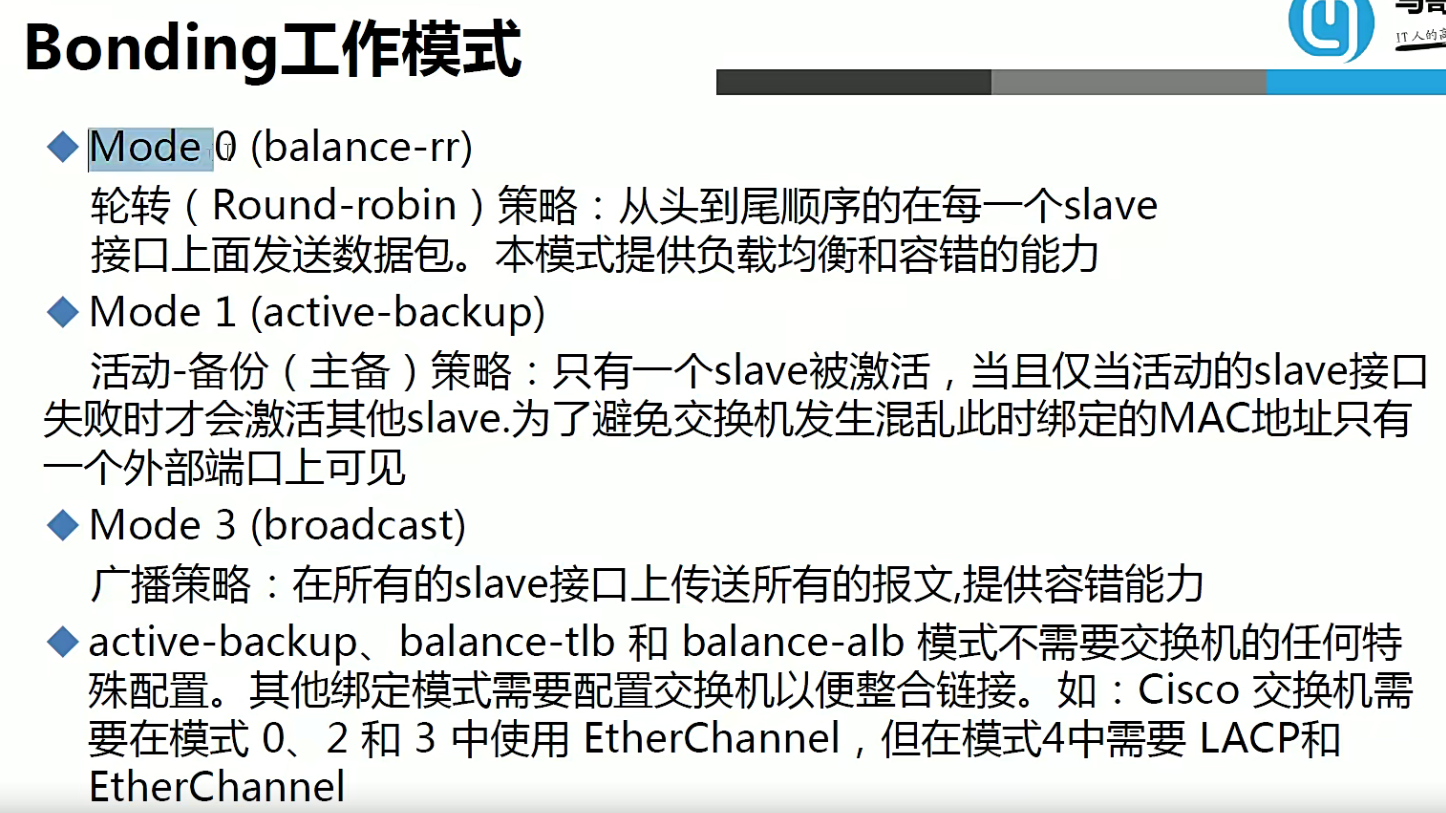 Bonding工作模式
IT人的高
Mode 0 (balance-rr)
轮转（Round-robin）策略：从头到尾顺序的在每一个slave
接口上面发送数据包。本模式提供负载均衡和容错的能力
Mode 1 (active-backup)
活动-备份（主备）策略：只有一个slave被激活，当且仅当活动的slave接口
失败时才会激活其他slave.为了避免交换机发生混乱此时绑定的MAC地址只有
一个外部端口上可见
Mode 3 (broadcast)
广播策略：在所有的slave接口上传送所有的报文,提供容错能力
active-backup、balance-tlb 和 balance-alb 模式不需要交换机的任何特
殊配置。其他绑定模式需要配置交换机以便整合链接。如：Cisco 交换机需
要在模式 0、2 和 3 中使用 EtherChannel，但在模式4中需要 LACP和
EtherChannel